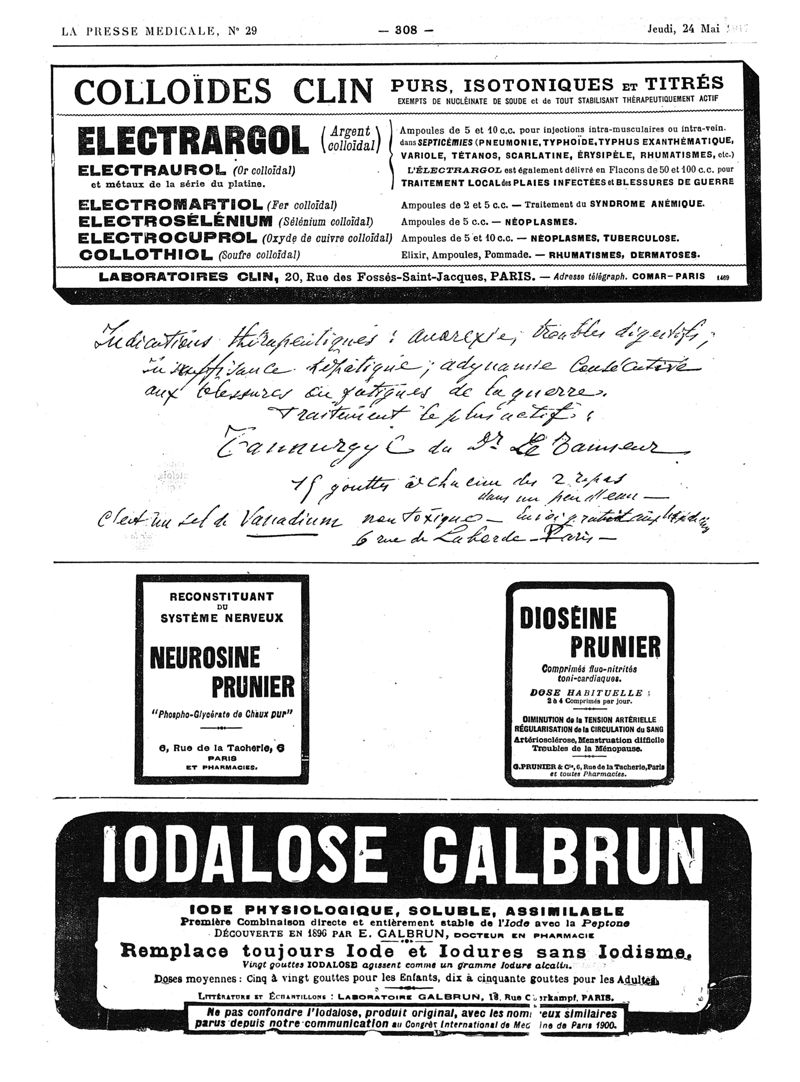 LA PRESSE MEDICALE, N° 29 — 308 — Jeudi, 24 Mai 1917
COLLOÏDES CLIN PURS, ISOTONIQUES ET TITRÉS
EXEMPTS DE NUCLÉINATE DE SOUDE et de TOUT STABILISANT THÉRAPEUTIQUEMENT ACTIF
ELECTRARGOL (Argent colloïdal)
ELECTRAUROL (Or colloïdal)
et métaux de la série du platine.
Ampoules de 5 et 10 c.c. pour injections intra-musculaires ou intra-vein.
dans SEPTICÉMIES (PNEUMONIE, TYPHOÏDE, TYPHUS EXANTHÉMATIQUE,
VARIOLE, TÉTANOS, SCARLATINE, ÉRYSIPÈLE, RHUMATISMES, etc.)
L'ÉLECTRARGOL est également délivré en Flacons de 50 et 100 c.c. pour
TRAITEMENT LOCAL des PLAIES INFECTÉES et BLESSURES DE GUERRE
ELECTROMARTIOL (Fer colloïdal) Ampoules de 2 et 5 c.c. — Traitement du SYNDROME ANÉMIQUE.
ELECTROSÉLÉNIUM (Sélénium colloïdal) Ampoules de 5 c.c. — NÉOPLASMES.
ELECTROCUPROL (Oxyde de cuivre colloïdal) Ampoules de 5 et 10 c.c. — NÉOPLASMES, TUBERCULOSE.
COLLOTHIOL (Soufre colloïdal) Elixir, Ampoules, Pommade. — RHUMATISMES, DERMATOSES.
LABORATOIRES CLIN, 20, Rue des Fossés-Saint-Jacques, PARIS. — Adresse télégraph. COMAR-PARIS 1469
Indications thérapeutiques : anorexie, troubles digestifs,
insuffisance hépatique ; adynamie consécutive
aux blessures ou fatigues de la guerre.
Traitement le plus actif :
Tannurgyl du Dr Le Tanneur
15 gouttes à chacun des 2 repas
dans un peu d'eau —
C'est un sel de Vanadium non toxique — Envoi gratuit
6 rue de Laborde — Paris —
RECONSTITUANT
DU
SYSTÈME NERVEUX
NEUROSINE
PRUNIER
"Phospho-Glycérate de Chaux pur"
6, Rue de la Tacherie, 6
PARIS
ET PHARMACIES.
DIOSÉINE
PRUNIER
Comprimés fluo-nitrités
toni-cardiaques.
DOSE HABITUELLE :
2 à 4 Comprimés par jour.
DIMINUTION de la TENSION ARTÉRIELLE
RÉGULARISATION de la CIRCULATION du SANG
Artériosclérose, Menstruation difficile
Troubles de la Ménopause.
G. PRUNIER & Cie, 6, Rue de la Tacherie, Paris
et toutes Pharmacies.
IODALOSE GALBRUN
IODE PHYSIOLOGIQUE, SOLUBLE, ASSIMILABLE
Première Combinaison directe et entièrement stable de l'Iode avec la Peptone
DÉCOUVERTE EN 1896 PAR E. GALBRUN, DOCTEUR EN PHARMACIE
Remplace toujours Iode et Iodures sans Iodisme.
Vingt gouttes IODALOSE agissent comme un gramme Iodure alcalin.
Doses moyennes : Cinq à vingt gouttes pour les Enfants, dix à cinquante gouttes pour les Adultes.
LITTÉRATURE ET ÉCHANTILLONS : LABORATOIRE GALBRUN, 18, Rue Oberkampf, PARIS.
Ne pas confondre l'Iodalose, produit original, avec les nombreux similaires
parus depuis notre communication au Congrès International de Médecine de Paris 1900.